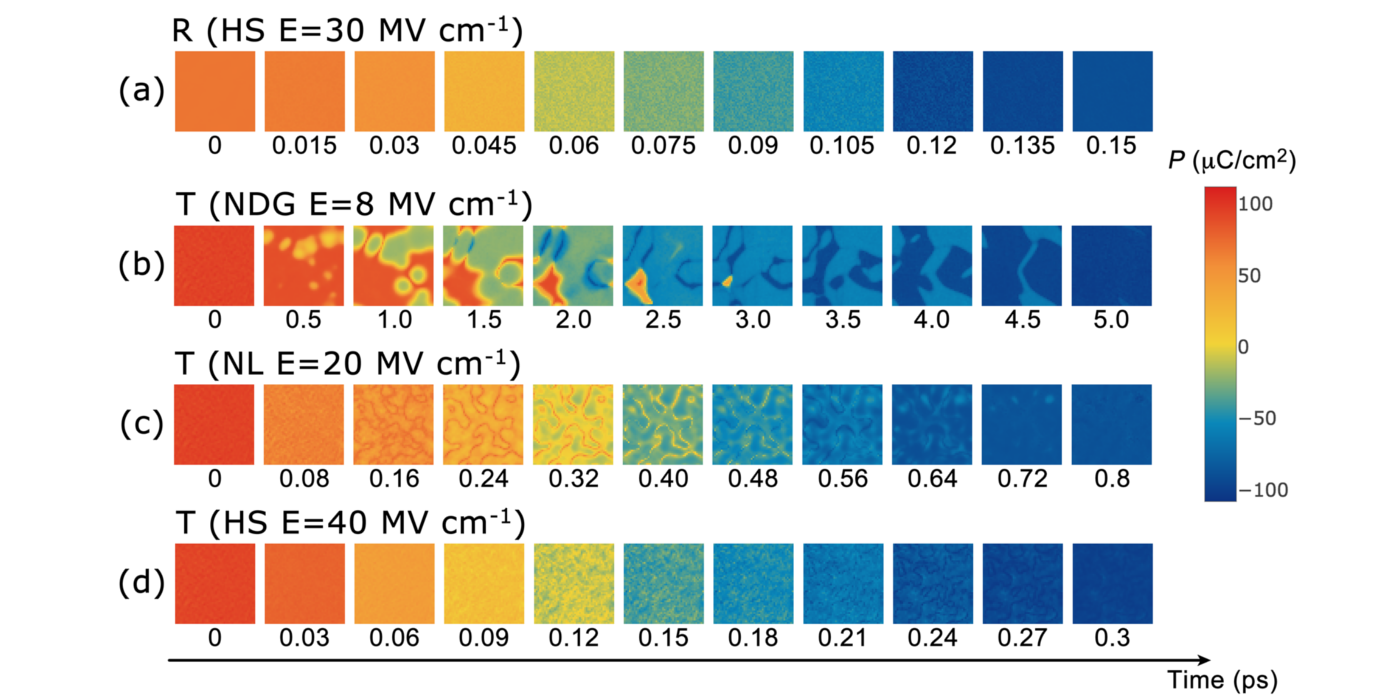 R (HS E=30 MV cm-1)
(a)
0 0.015 0.03 0.045 0.06 0.075 0.09 0.105 0.12 0.135 0.15
P (μC/cm2)
100
50
0
−50
−100
T (NDG E=8 MV cm-1)
(b)
0 0.5 1.0 1.5 2.0 2.5 3.0 3.5 4.0 4.5 5.0
T (NL E=20 MV cm-1)
(c)
0 0.08 0.16 0.24 0.32 0.40 0.48 0.56 0.64 0.72 0.8
T (HS E=40 MV cm-1)
(d)
0 0.03 0.06 0.09 0.12 0.15 0.18 0.21 0.24 0.27 0.3
Time (ps)